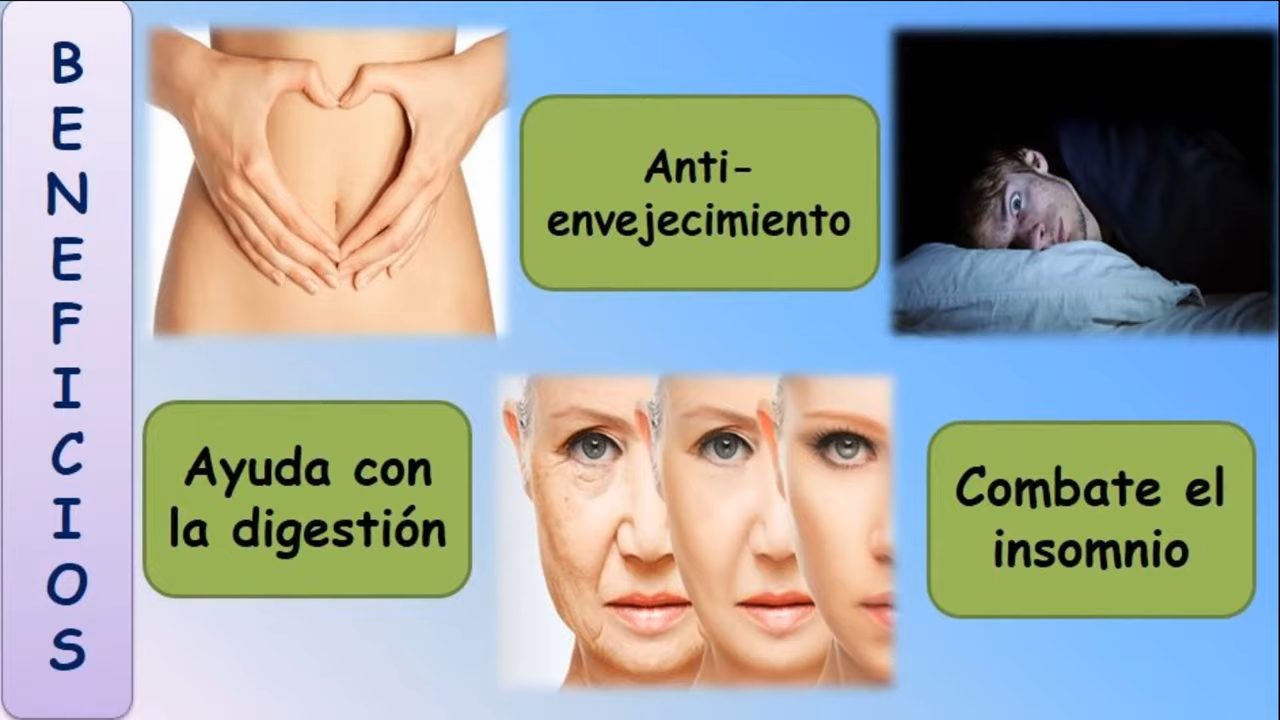 BENEFICIOS
Anti-
envejecimiento
Ayuda con
la digestión
Combate el
insomnio